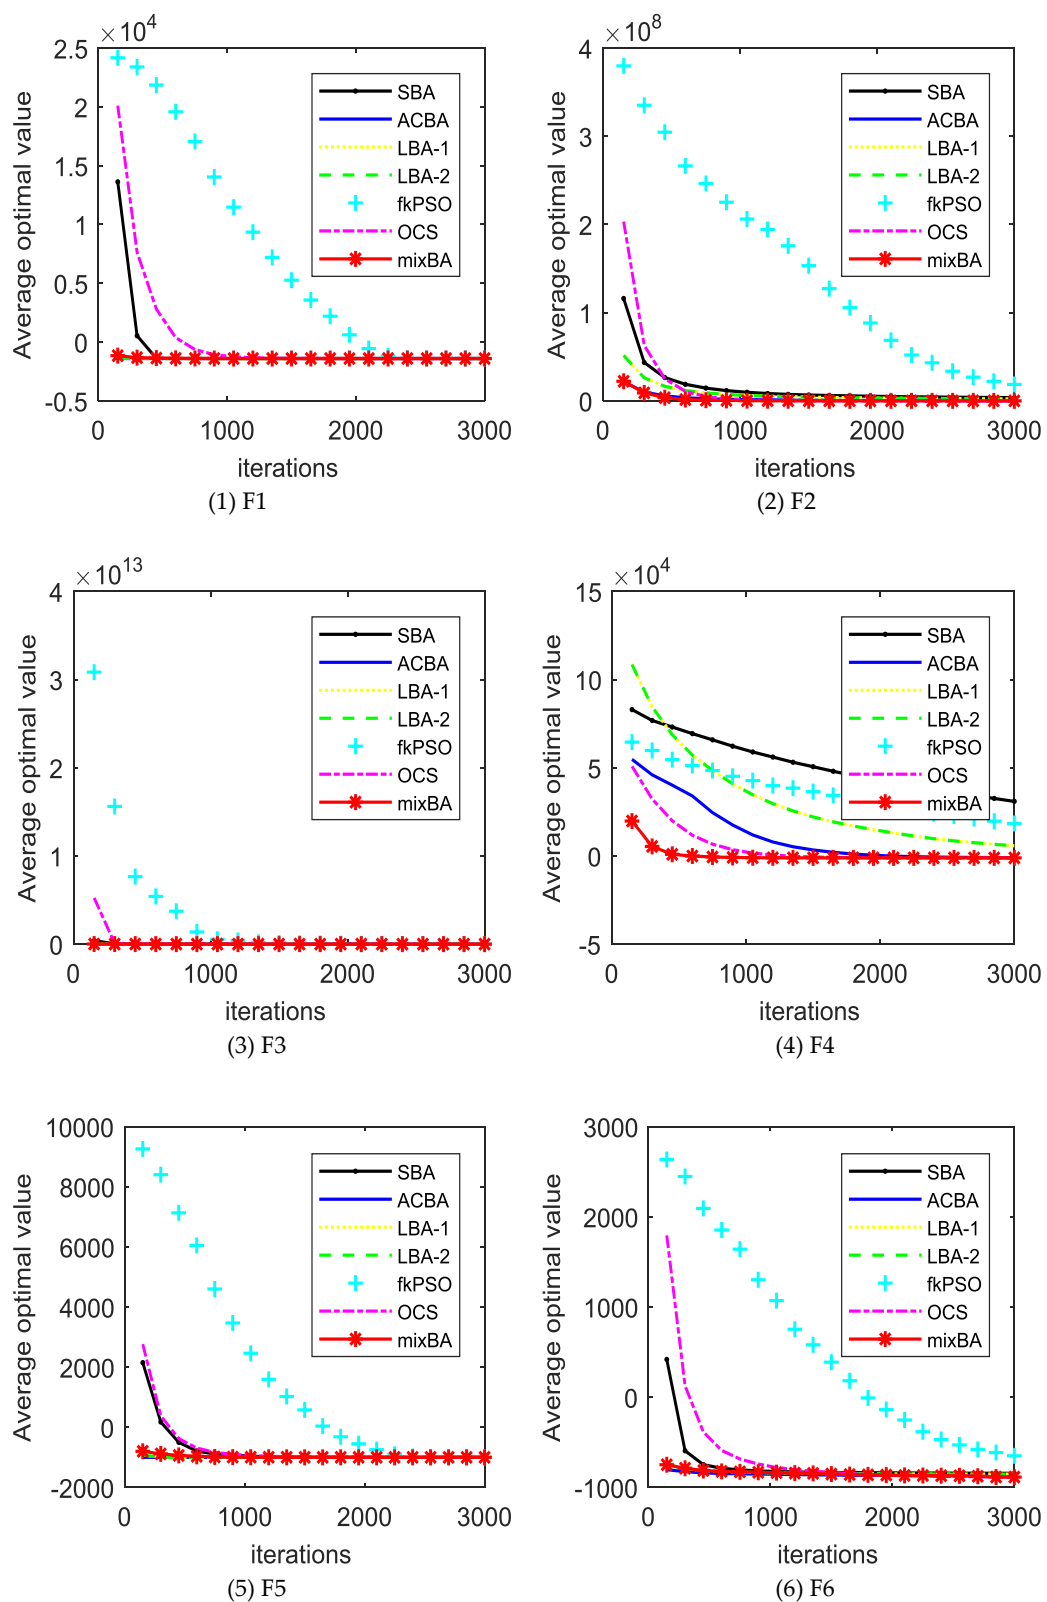 ×10^4
2.5
2
1.5
1
0.5
0
-0.5
0 1000 2000 3000
Average optimal value
iterations
SBA
ACBA
LBA-1
LBA-2
fkPSO
OCS
mixBA
(1) F1
×10^8
4
3
2
1
0
0 1000 2000 3000
Average optimal value
iterations
SBA
ACBA
LBA-1
LBA-2
fkPSO
OCS
mixBA
(2) F2
×10^13
4
3
2
1
0
0 1000 2000 3000
Average optimal value
iterations
SBA
ACBA
LBA-1
LBA-2
fkPSO
OCS
mixBA
(3) F3
×10^4
15
10
5
0
-5
0 1000 2000 3000
Average optimal value
iterations
SBA
ACBA
LBA-1
LBA-2
fkPSO
OCS
mixBA
(4) F4
10000
8000
6000
4000
2000
0
-2000
0 1000 2000 3000
Average optimal value
iterations
SBA
ACBA
LBA-1
LBA-2
fkPSO
OCS
mixBA
(5) F5
3000
2000
1000
0
-1000
0 1000 2000 3000
Average optimal value
iterations
SBA
ACBA
LBA-1
LBA-2
fkPSO
OCS
mixBA
(6) F6